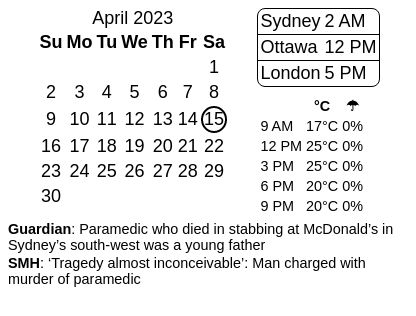 April 2023
Su Mo Tu We Th Fr Sa
1
2 3 4 5 6 7 8
9 10 11 12 13 14 15
16 17 18 19 20 21 22
23 24 25 26 27 28 29
30
Sydney 2 AM
Ottawa 12 PM
London 5 PM
°C ☂
9 AM 17°C 0%
12 PM 25°C 0%
3 PM 25°C 0%
6 PM 20°C 0%
9 PM 20°C 0%
Guardian: Paramedic who died in stabbing at McDonald’s in
Sydney’s south-west was a young father
SMH: ‘Tragedy almost inconceivable’: Man charged with
murder of paramedic